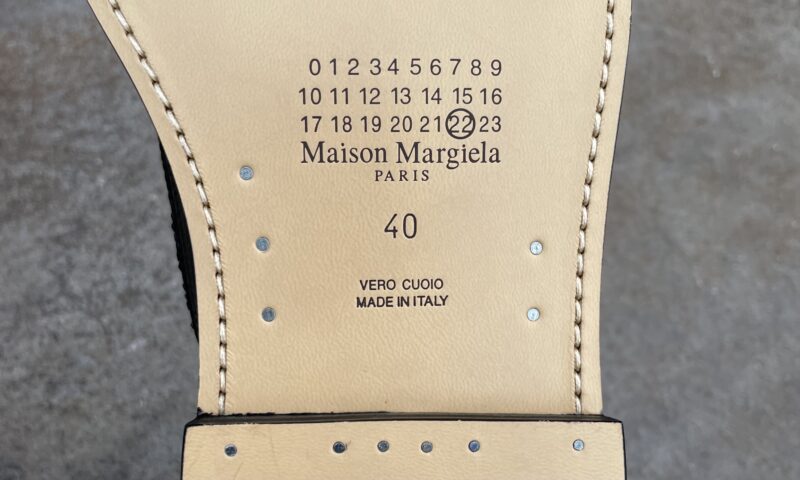 0 1 2 3 4 5 6 7 8 9
10 11 12 13 14 15 16
17 18 19 20 21 22 23
Maison Margiela
PARIS
40
VERO CUOIO
MADE IN ITALY